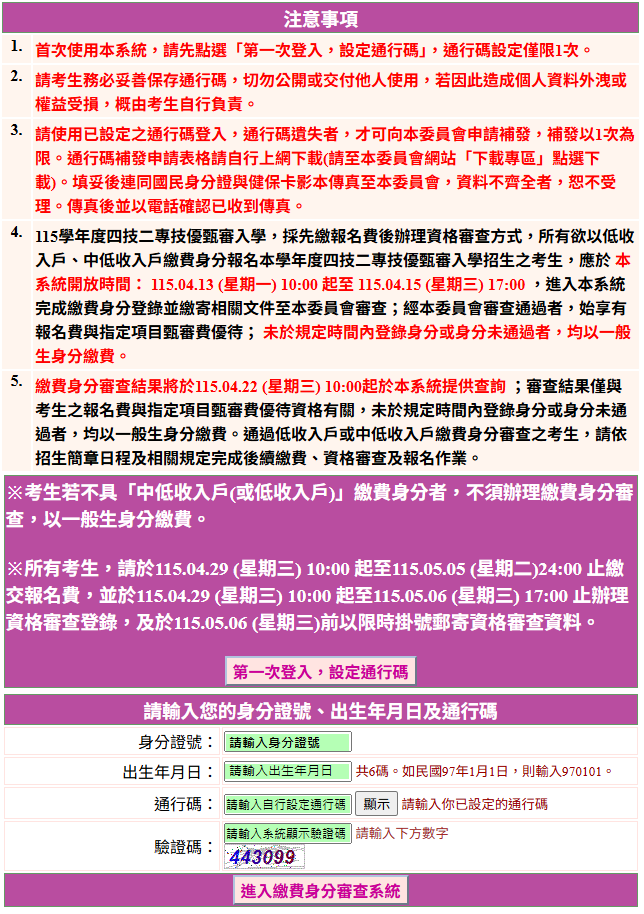 注意事項
1. 首次使用本系統，請先點選「第一次登入，設定通行碼」，通行碼設定僅限1次。
2. 請考生務必妥善保存通行碼，切勿公開或交付他人使用，若因此造成個人資料外洩或
權益受損，概由考生自行負責。
3. 請使用已設定之通行碼登入，通行碼遺失者，才可向本委員會申請補發，補發以1次為
限。通行碼補發申請表格請自行上網下載(請至本委員會網站「下載專區」點選下
載)。填妥後連同國民身分證與健保卡影本傳真至本委員會，資料不齊全者，恕不受
理。傳真後並以電話確認已收到傳真。
4. 115學年度四技二專技優甄審入學，採先繳報名費後辦理資格審查方式，所有欲以低收
入戶、中低收入戶繳費身分報名本學年度四技二專技優甄審入學招生之考生，應於 本
系統開放時間： 115.04.13 (星期一) 10:00 起至 115.04.15 (星期三) 17:00 ，進入本系統
完成繳費身分登錄並繳寄相關文件至本委員會審查；經本委員會審查通過者，始享有
報名費與指定項目甄審費優待； 未於規定時間內登錄身分或身分未通過者，均以一般
生身分繳費。
5. 繳費身分審查結果將於115.04.22 (星期三) 10:00起於本系統提供查詢 ；審查結果僅與
考生之報名費與指定項目甄審費優待資格有關，未於規定時間內登錄身分或身分未通
過者，均以一般生身分繳費。通過低收入戶或中低收入戶繳費身分審查之考生，請依
招生簡章日程及相關規定完成後續繳費、資格審查及報名作業。
※考生若不具「中低收入戶(或低收入戶)」繳費身分者，不須辦理繳費身分審
查，以一般生身分繳費。
※所有考生，請於115.04.29 (星期三) 10:00 起至115.05.05 (星期二)24:00 止繳
交報名費，並於115.04.29 (星期三) 10:00 起至115.05.06 (星期三) 17:00 止辦理
資格審查登錄，及於115.05.06 (星期三)前以限時掛號郵寄資格審查資料。
第一次登入，設定通行碼
請輸入您的身分證號、出生年月日及通行碼
身分證號： 請輸入身分證號
出生年月日： 請輸入出生年月日 共6碼。如民國97年1月1日，則輸入970101。
通行碼： 請輸入自行設定通行碼 顯示 請輸入你已設定的通行碼
驗證碼： 請輸入系統顯示驗證碼 請輸入下方數字
443099
進入繳費身分審查系統